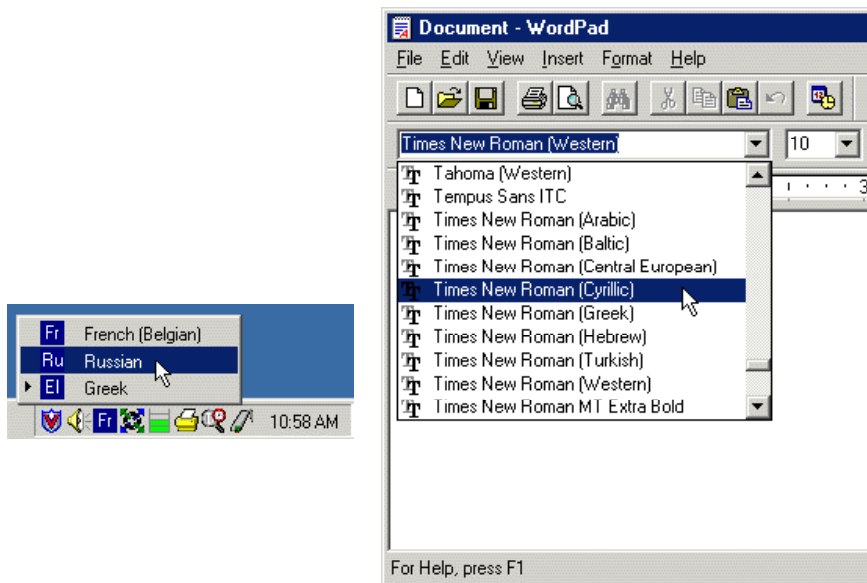 Fr French (Belgian)
Ru Russian
El Greek
Fr 10:58 AM
Document - WordPad
File Edit View Insert Format Help
Times New Roman (Western) 10
Tahoma (Western)
3
Tempus Sans ITC
Times New Roman (Arabic)
Times New Roman (Baltic)
Times New Roman (Central European)
Times New Roman (Cyrillic)
Times New Roman (Greek)
Times New Roman (Hebrew)
Times New Roman (Turkish)
Times New Roman (Western)
Times New Roman MT Extra Bold
For Help, press F1